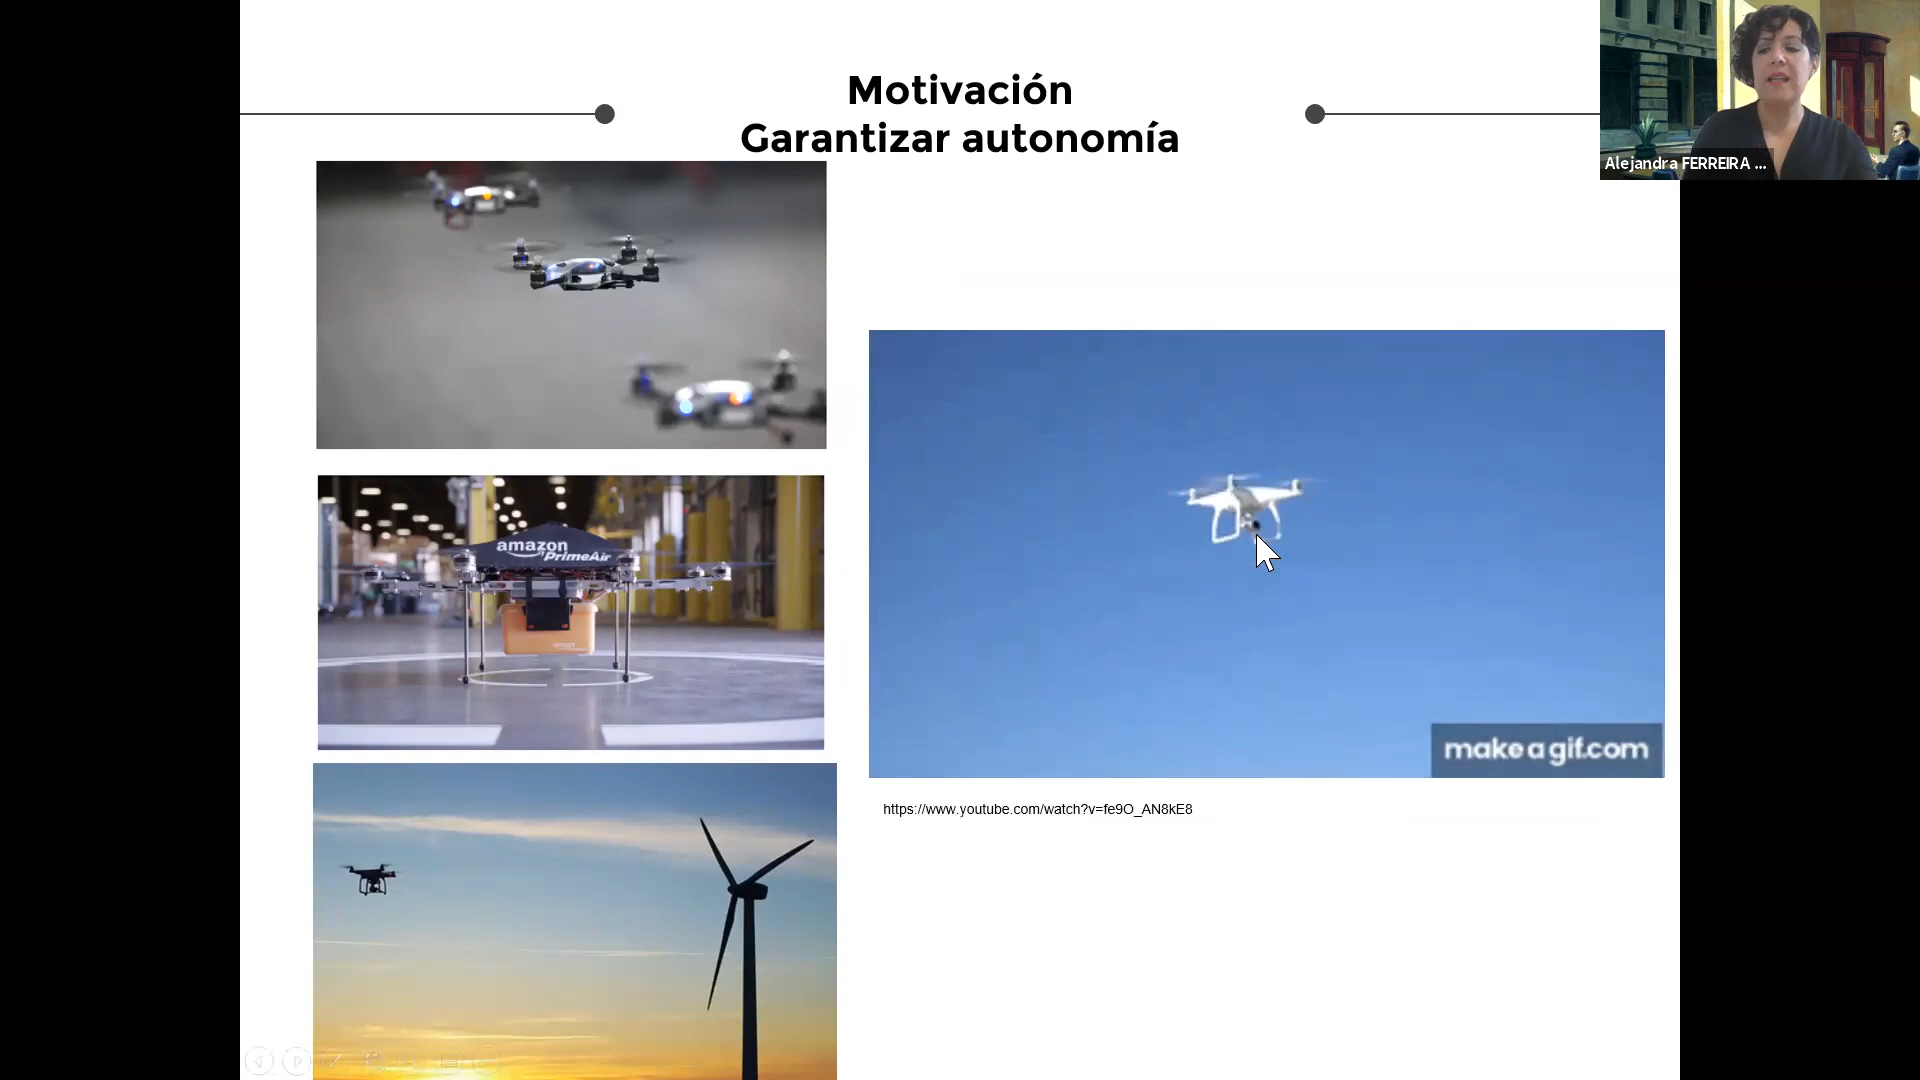 Motivación
Garantizar autonomía
Alejandra FERREIRA ...
amazon
PrimeAir
makeagif.com
https://www.youtube.com/watch?v=fe9O_AN8kE8